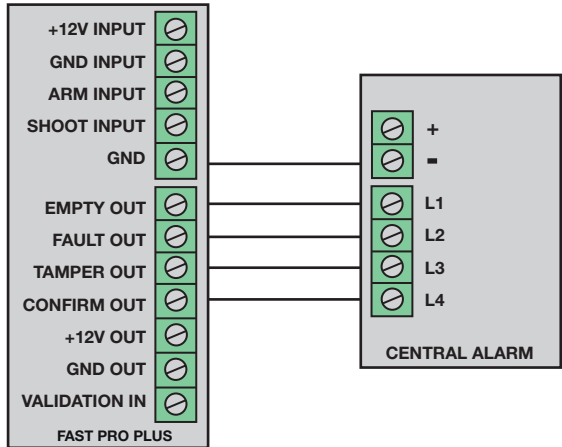 +12V INPUT
GND INPUT
ARM INPUT
SHOOT INPUT
GND
EMPTY OUT
FAULT OUT
TAMPER OUT
CONFIRM OUT
+12V OUT
GND OUT
VALIDATION IN
FAST PRO PLUS
+
-
L1
L2
L3
L4
CENTRAL ALARM